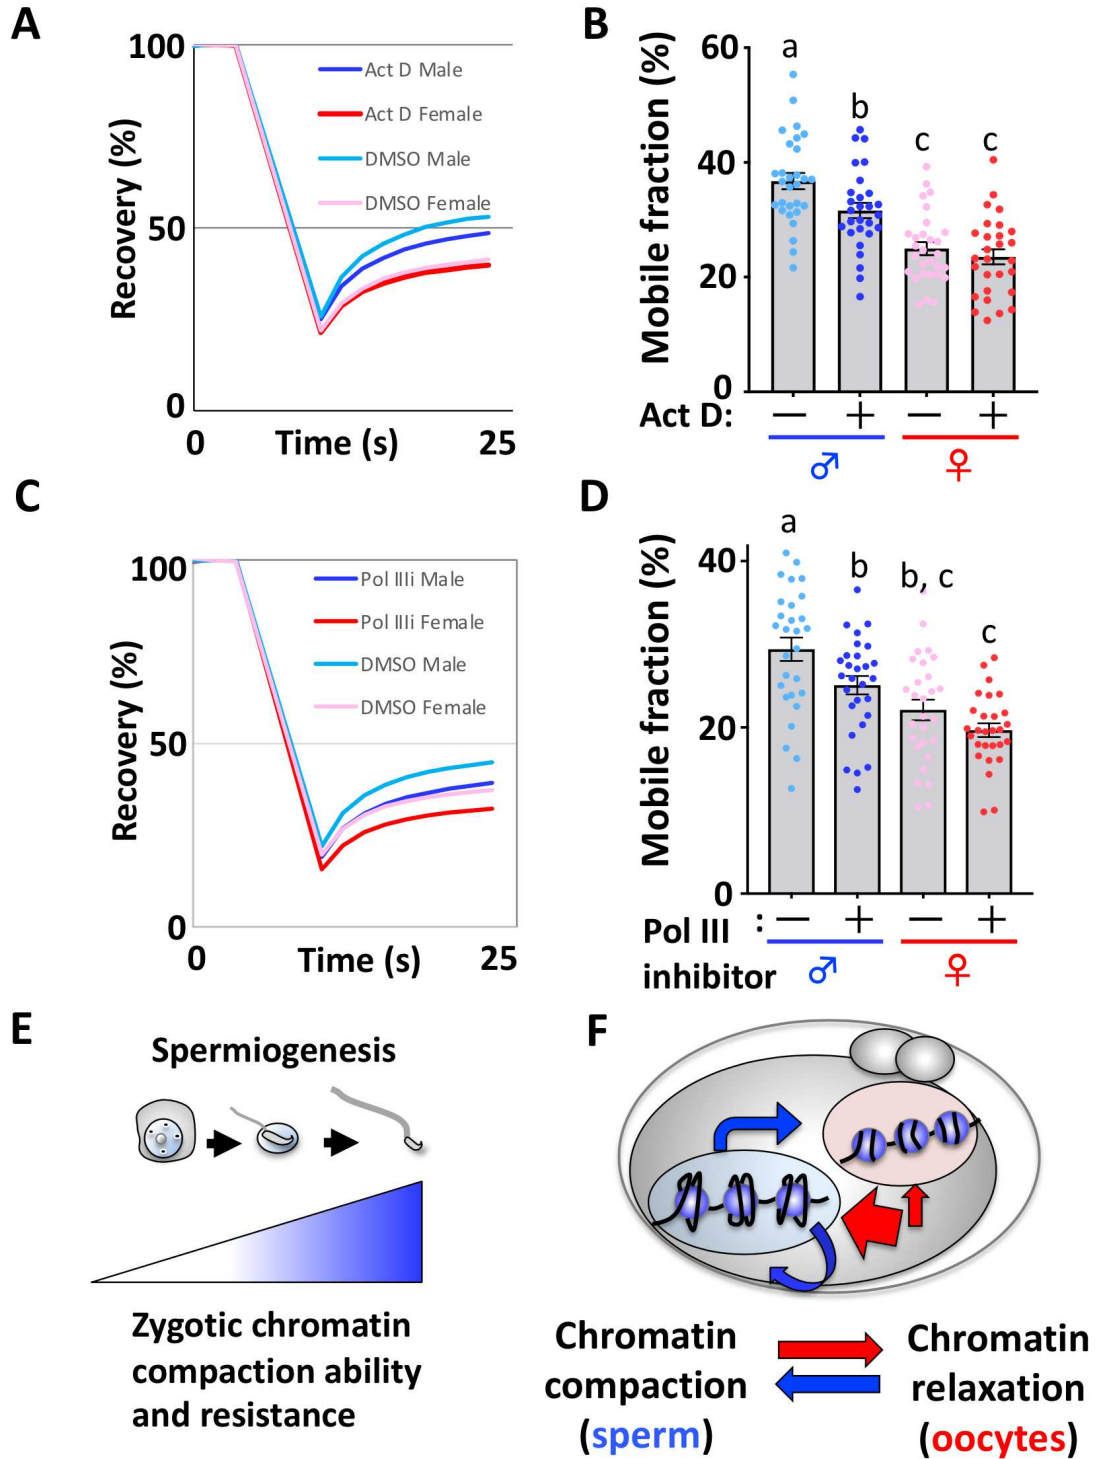 A
100
50
0
Recovery (%)
0
Time (s)
25
Act D Male
Act D Female
DMSO Male
DMSO Female
B
60
40
20
0
Mobile fraction (%)
a
b
c
c
Act D: — + — +
♂ ♀
C
100
50
0
Recovery (%)
0
Time (s)
25
Pol IIIi Male
Pol IIIi Female
DMSO Male
DMSO Female
D
40
20
0
Mobile fraction (%)
a
b
b, c
c
Pol III : — + — +
inhibitor
♂ ♀
E
Spermiogenesis
Zygotic chromatin
compaction ability
and resistance
F
Chromatin
compaction
(sperm)
Chromatin
relaxation
(oocytes)